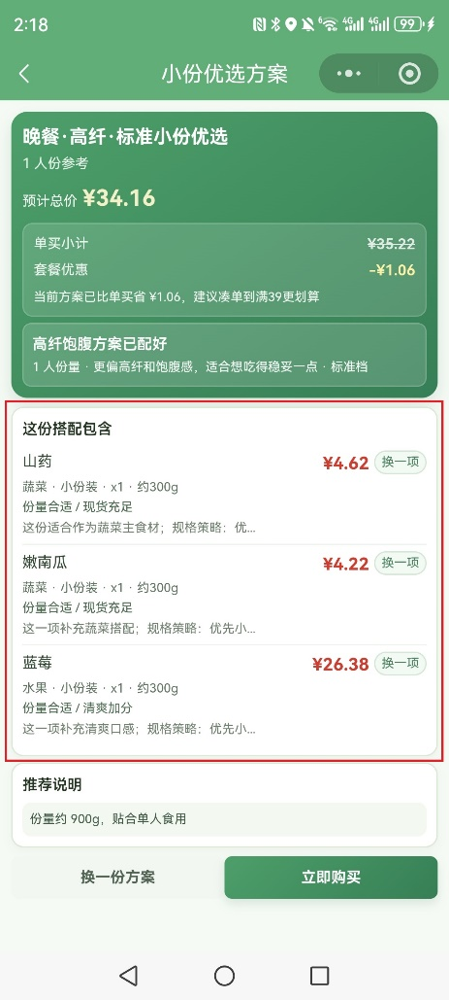 2:18
6
4G
4G
99
小份优选方案
晚餐·高纤·标准小份优选
1 人份参考
预计总价 ¥34.16
单买小计 ¥35.22
套餐优惠 -¥1.06
当前方案已比单买省 ¥1.06，建议凑单到满39更划算
高纤饱腹方案已配好
1 人份量 · 更偏高纤和饱腹感，适合想吃得稳妥一点 · 标准档
这份搭配包含
山药 ¥4.62 换一项
蔬菜 · 小份装 · x1 · 约300g
份量合适 / 现货充足
这份适合作为蔬菜主食材；规格策略：优...
嫩南瓜 ¥4.22 换一项
蔬菜 · 小份装 · x1 · 约300g
份量合适 / 现货充足
这一项补充蔬菜搭配；规格策略：优先小...
蓝莓 ¥26.38 换一项
水果 · 小份装 · x1 · 约300g
份量合适 / 清爽加分
这一项补充清爽口感；规格策略：优先小...
推荐说明
份量约 900g，贴合单人食用
换一份方案 立即购买